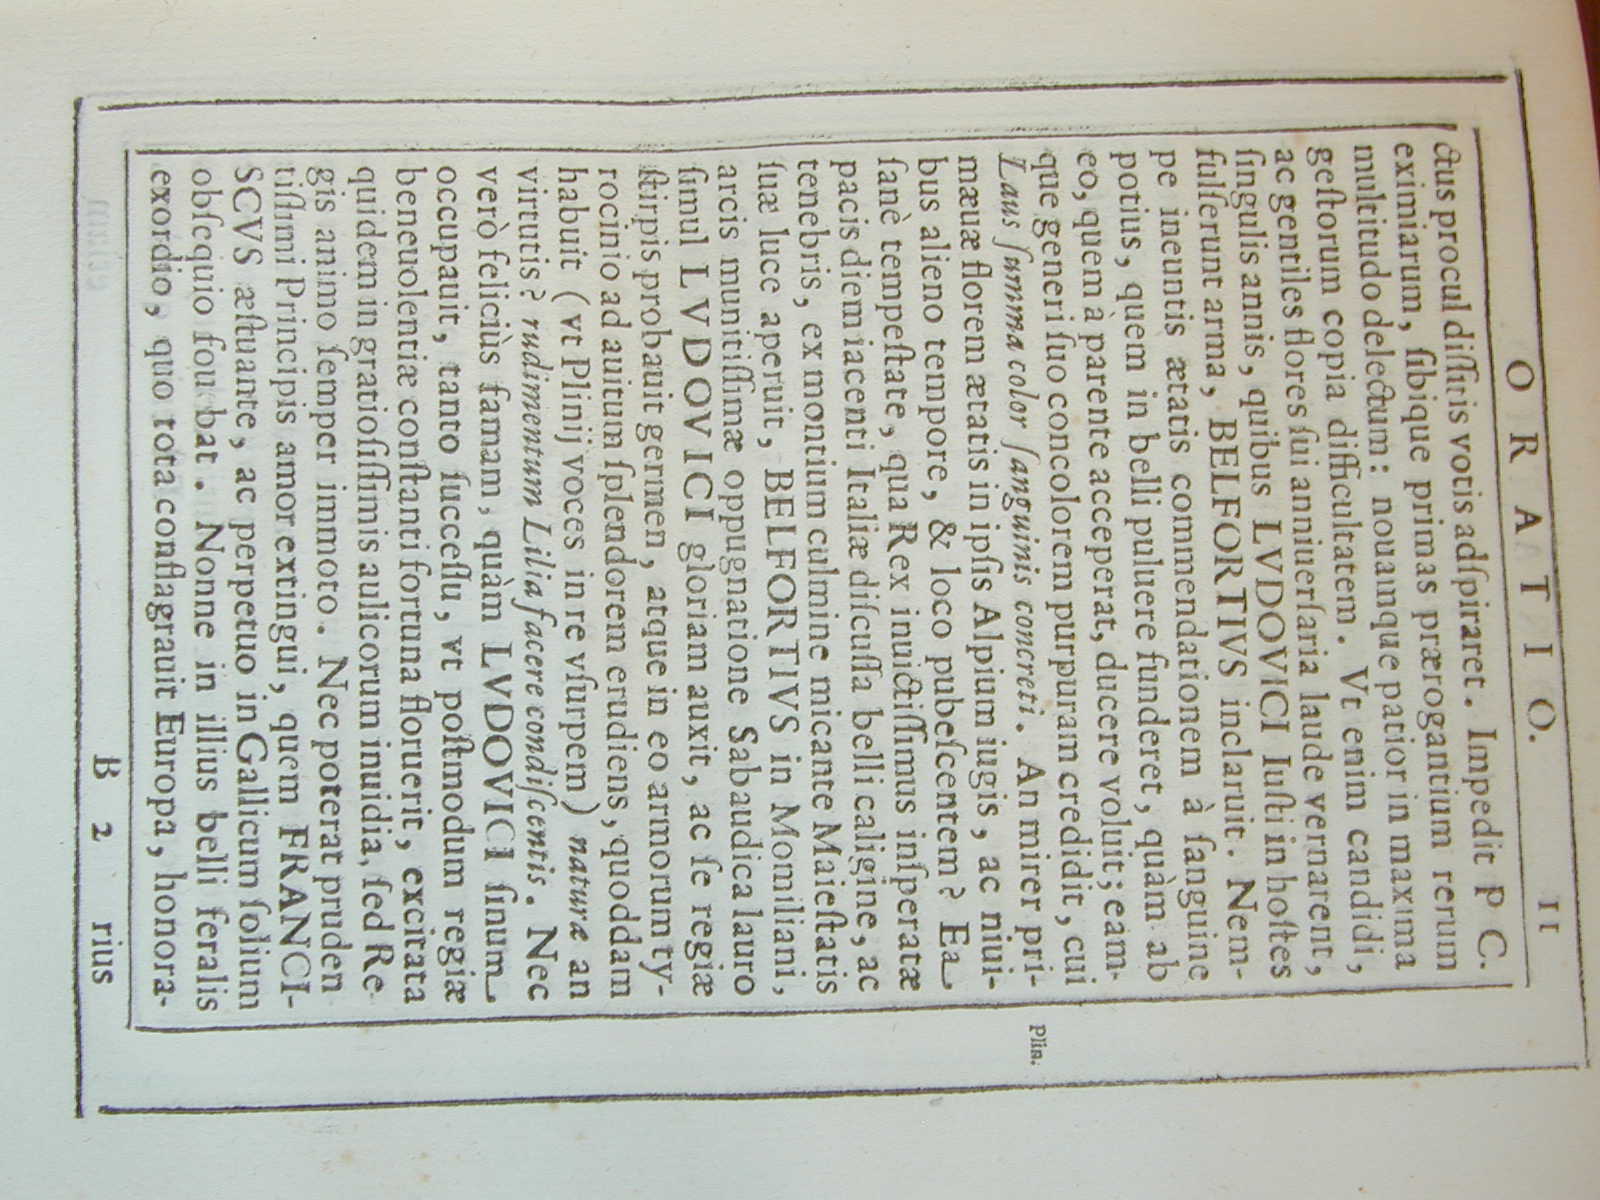 ORATIO. 11
ctus procul diſſitis votis adſpiraret. Impedit P C.
eximiarum, ſibique primas prærogantium rerum
multitudo delectum: nouamque patior in maxima
geſtorum copia difficultatem. Vt enim candidi,
ac gentiles flores ſui anniuerſaria laude vernarent,
ſingulis annis, quibus LVDOVICI Iuſti in hoſtes
fulſerunt arma, BELFORTIVS inclaruit. Nem-
pe ineuntis ætatis commendationem à ſanguine
potius, quem in belli puluere funderet, quàm ab
eo, quem à parente acceperat, ducere voluit; eam-
que generi ſuo concolorem purpuram credidit, cui
Laus ſumma color ſanguinis concreti. An mirer pri-
Plin.
mæuæ florem ætatis in ipſis Alpium iugis, ac niui-
bus alieno tempore, & loco pubeſcentem? Ea
ſanè tempeſtate, qua Rex inuictiſſimus inſperatæ
pacis diem iacenti Italiæ diſcuſſa belli caligine, ac
tenebris, ex montium culmine micante Maieſtatis
ſuæ luce aperuit, BELFORTIVS in Momiliani,
arcis munitiſſimæ oppugnatione Sabaudica lauro
ſimul LVDOVICI gloriam auxit, ac ſe regiæ
ſtirpis probauit germen, atque in eo armorum ty-
rocinio ad auitum ſplendorem erudiens, quoddam
habuit (vt Plinij voces in re vſurpem) naturæ an
virtutis? rudimentum Lilia facere condiſcentis. Nec
verò feliciùs famam, quàm LVDOVICI ſinum
occupauit, tanto ſucceſſu, vt poſtmodum regiæ
beneuolentiæ conſtanti fortuna floruerit, excitata
quidem in gratioſiſſimis aulicorum inuidia, ſed Re
gis animo ſemper immoto. Nec poterat pruden
tiſſimi Principis amor extingui, quem FRANCI-
SCVS æſtuante, ac perpetuo in Gallicum ſolium
obſequio foubat. Nonne in illius belli feralis
exordio, quo tota conflagrauit Europa, honora-
B 2 rius